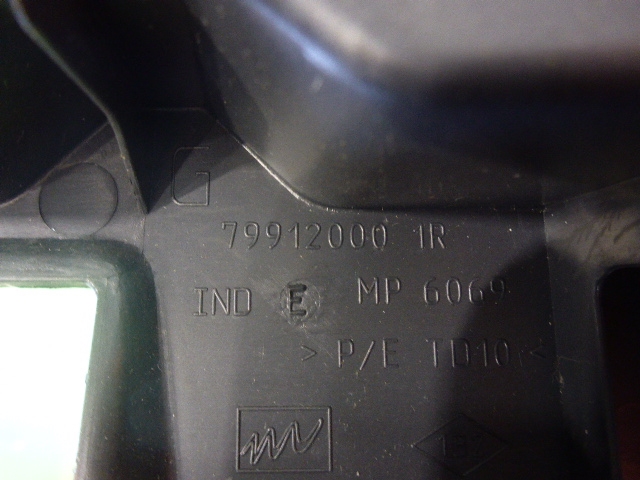 G
79912000 1R
IND E MP 6069
> P/E TD10 <